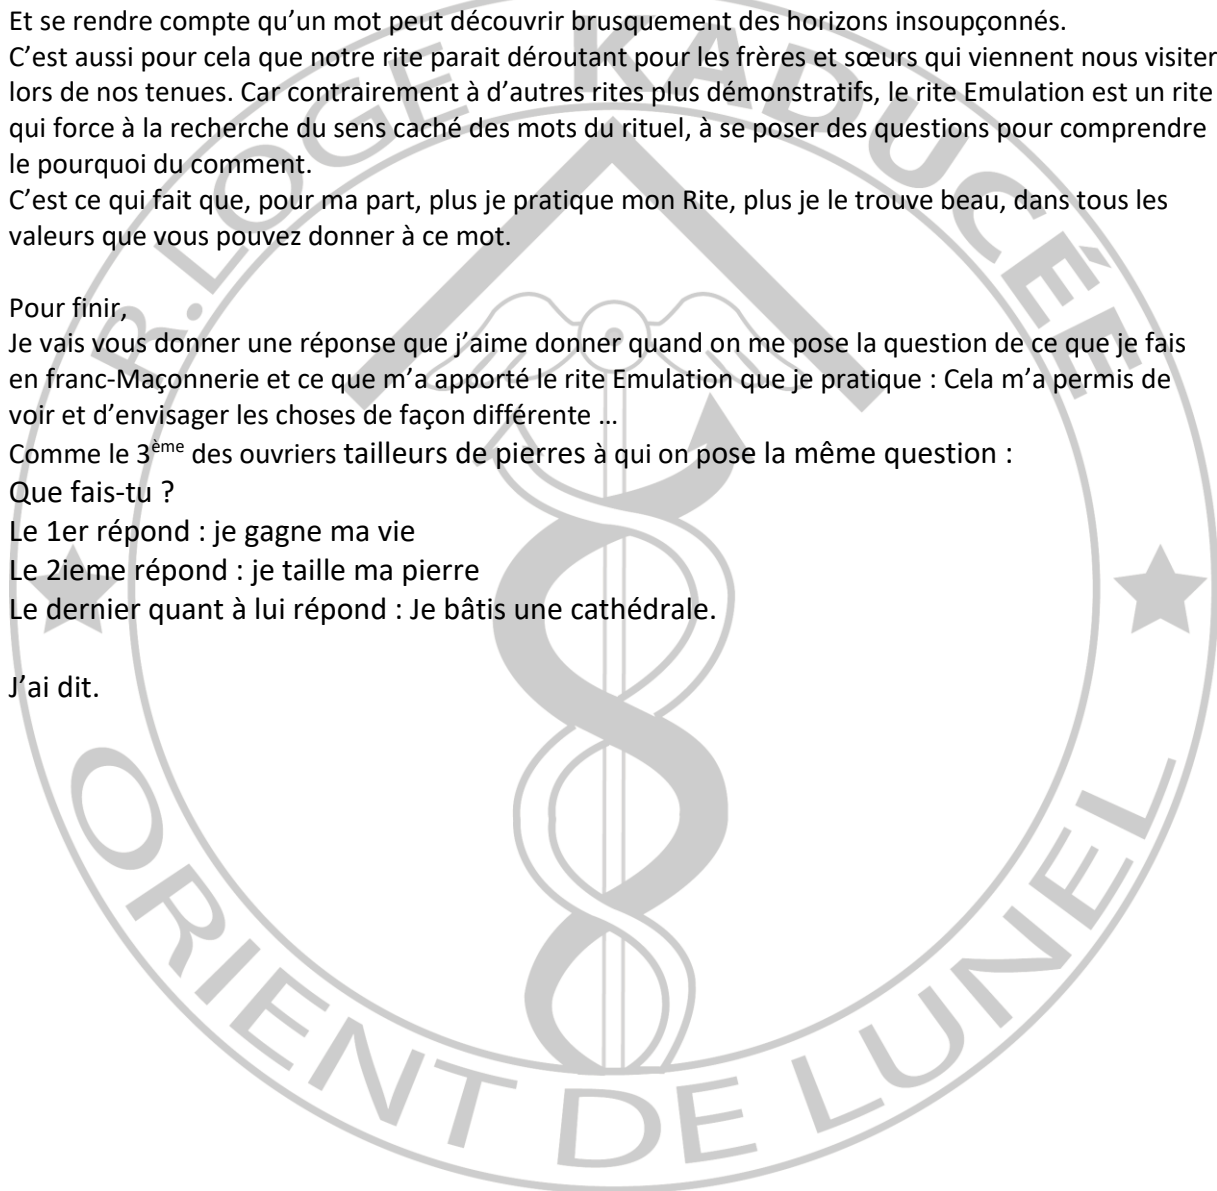 Et se rendre compte qu’un mot peut découvrir brusquement des horizons insoupçonnés.
C’est aussi pour cela que notre rite parait déroutant pour les frères et sœurs qui viennent nous visiter
lors de nos tenues. Car contrairement à d’autres rites plus démonstratifs, le rite Emulation est un rite
qui force à la recherche du sens caché des mots du rituel, à se poser des questions pour comprendre
le pourquoi du comment.
C’est ce qui fait que, pour ma part, plus je pratique mon Rite, plus je le trouve beau, dans tous les
valeurs que vous pouvez donner à ce mot.
Pour finir,
Je vais vous donner une réponse que j’aime donner quand on me pose la question de ce que je fais
en franc-Maçonnerie et ce que m’a apporté le rite Emulation que je pratique : Cela m’a permis de
voir et d’envisager les choses de façon différente …
Comme le 3ème des ouvriers tailleurs de pierres à qui on pose la même question :
Que fais-tu ?
Le 1er répond : je gagne ma vie
Le 2ieme répond : je taille ma pierre
Le dernier quant à lui répond : Je bâtis une cathédrale.
J’ai dit.
R.LOGE KADUCÉE
ORIENT DE LUNEL